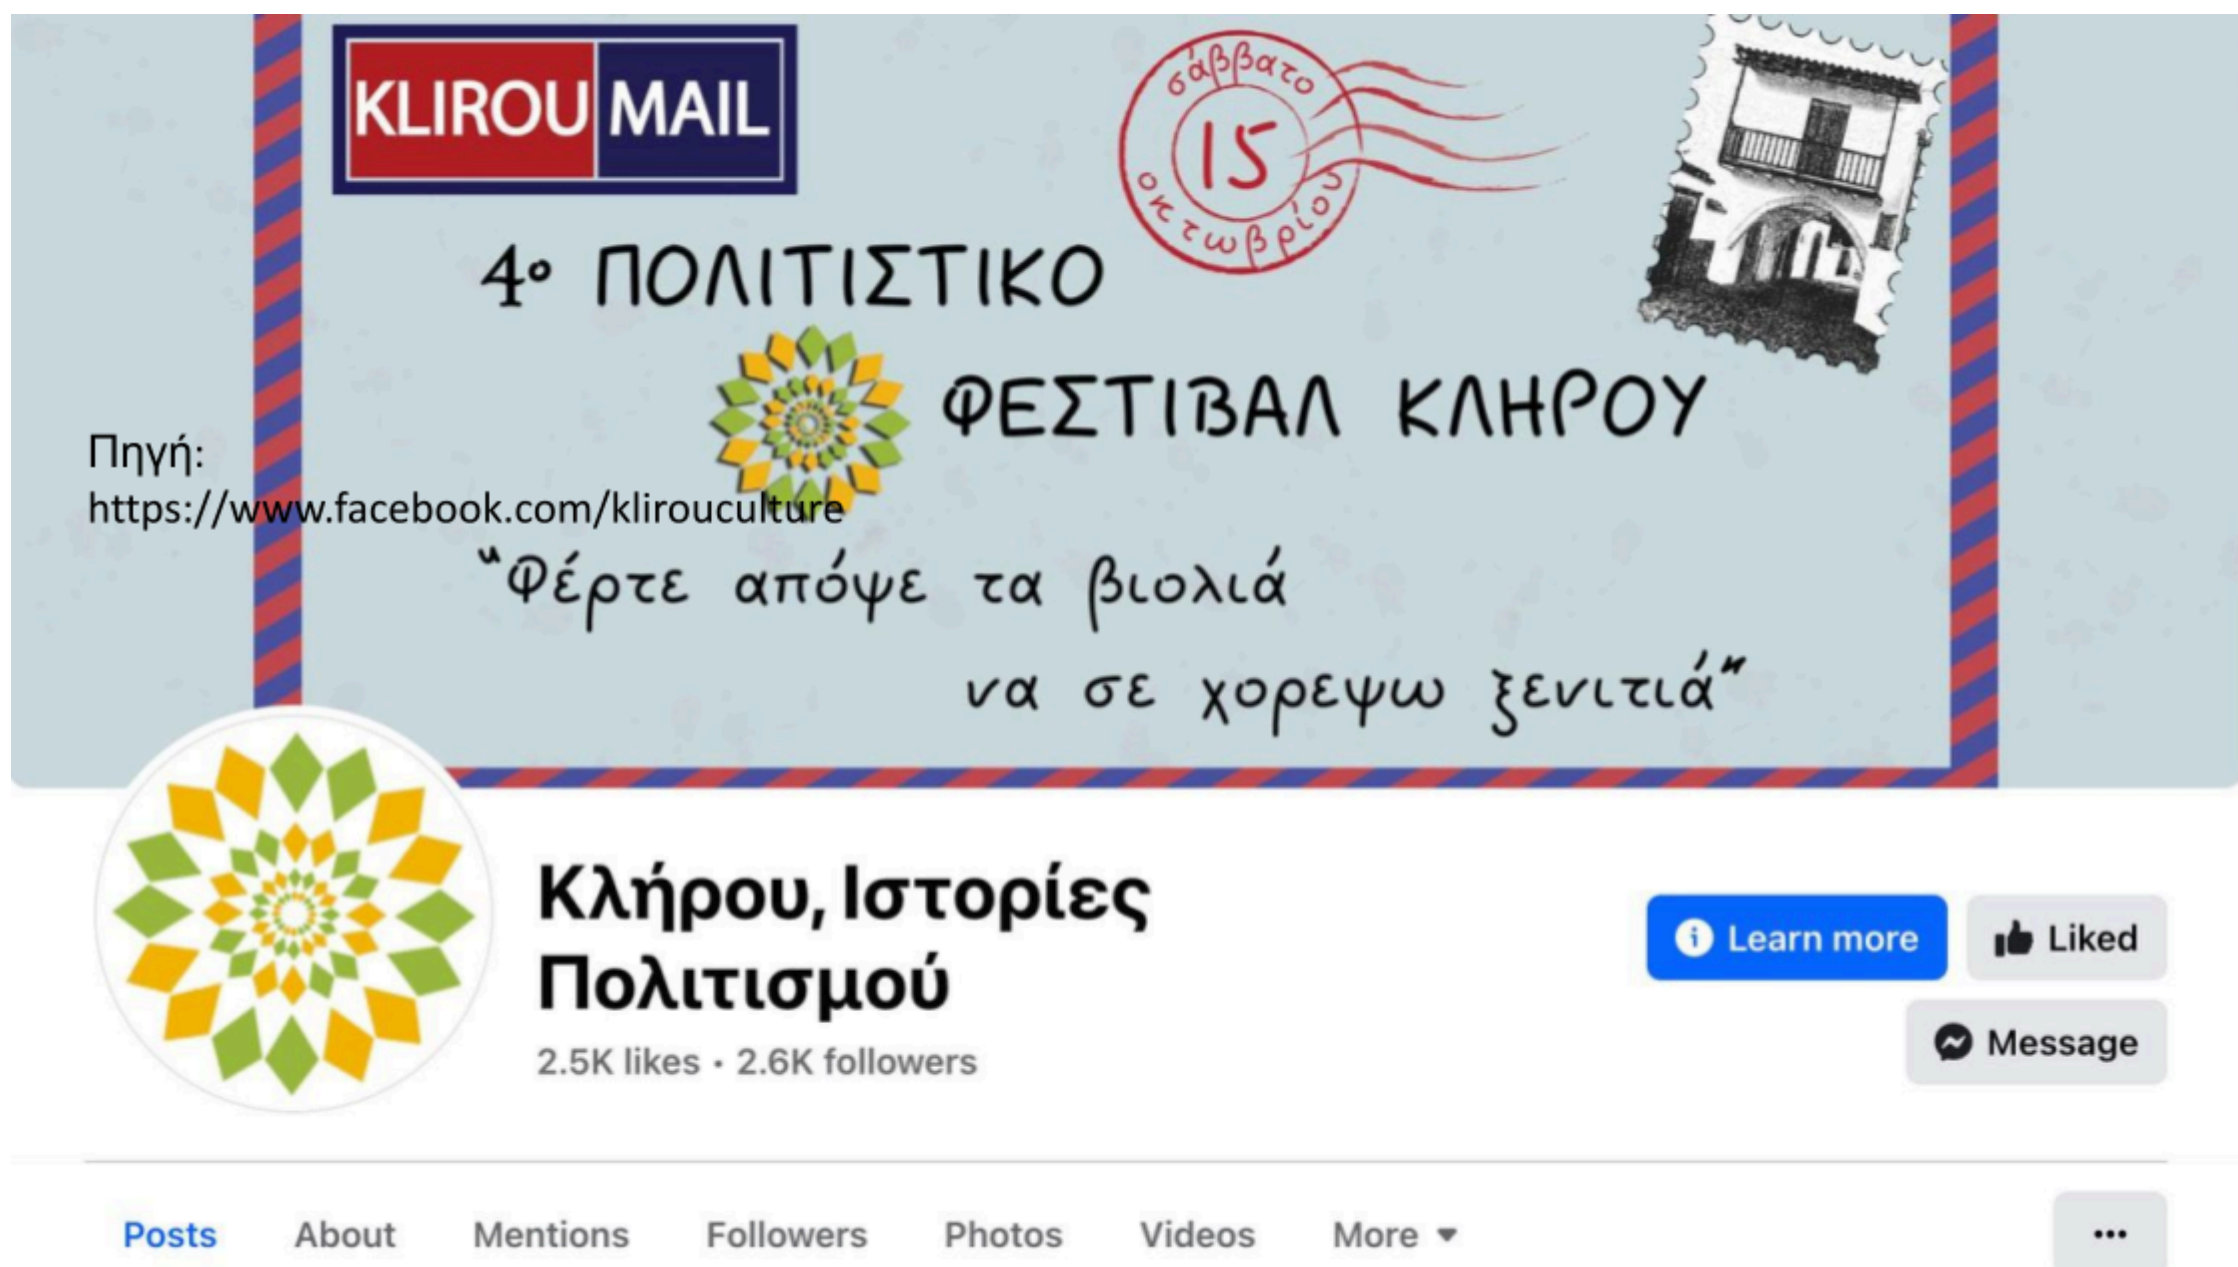 KLIROU MAIL
σάββατο
15
οκτωβρίου
4ο ΠΟΛΙΤΙΣΤΙΚΟ
ΦΕΣΤΙΒΑΛ ΚΛΗΡΟΥ
Πηγή:
https://www.facebook.com/klirouculture
"Φέρτε απόψε τα βιολιά
να σε χορεψω ξενιτιά"
Κλήρου, Ιστορίες
Πολιτισμού
2.5K likes · 2.6K followers
Learn more
Liked
Message
Posts About Mentions Followers Photos Videos More